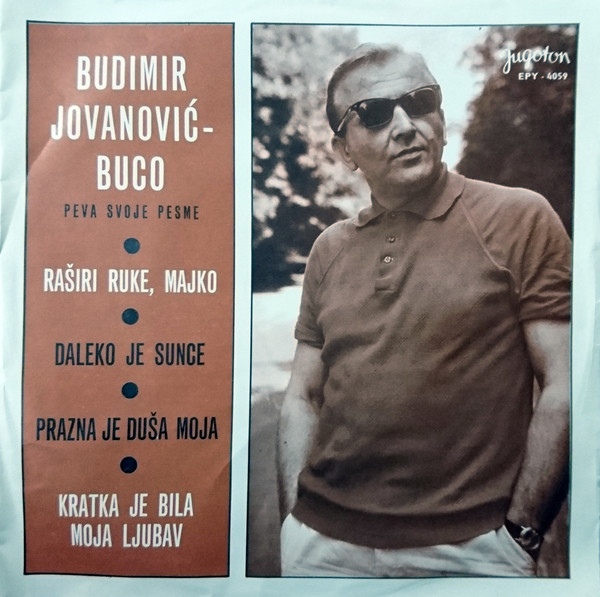 BUDIMIR
JOVANOVIĆ-
BUCO
PEVA SVOJE PESME
RAŠIRI RUKE, MAJKO
DALEKO JE SUNCE
PRAZNA JE DUŠA MOJA
KRATKA JE BILA
MOJA LJUBAV
Jugoton
EPY - 4059